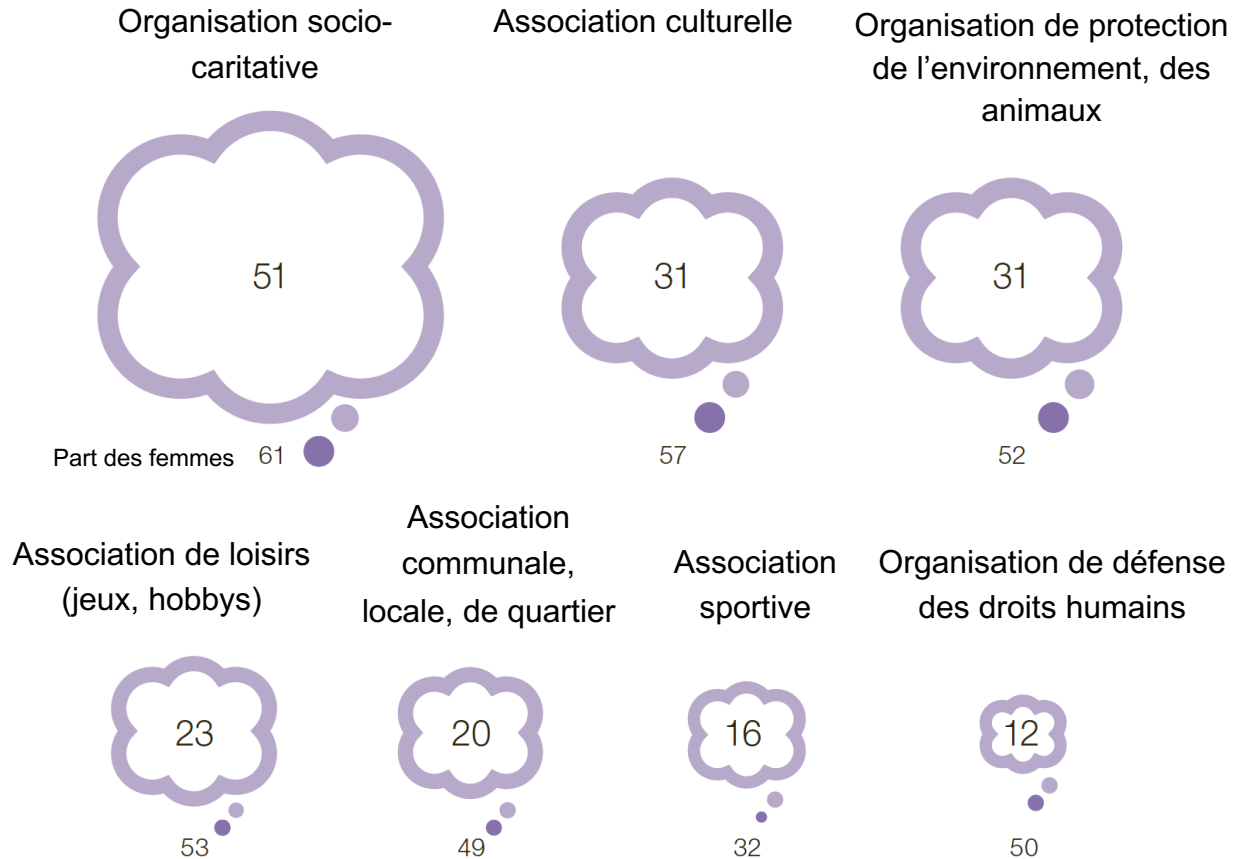 Organisation socio-
caritative
Association culturelle
Organisation de protection
de l’environnement, des
animaux
51
31
31
Part des femmes 61
57
52
Association de loisirs
(jeux, hobbys)
Association
communale,
locale, de quartier
Association
sportive
Organisation de défense
des droits humains
23
20
16
12
53
49
32
50